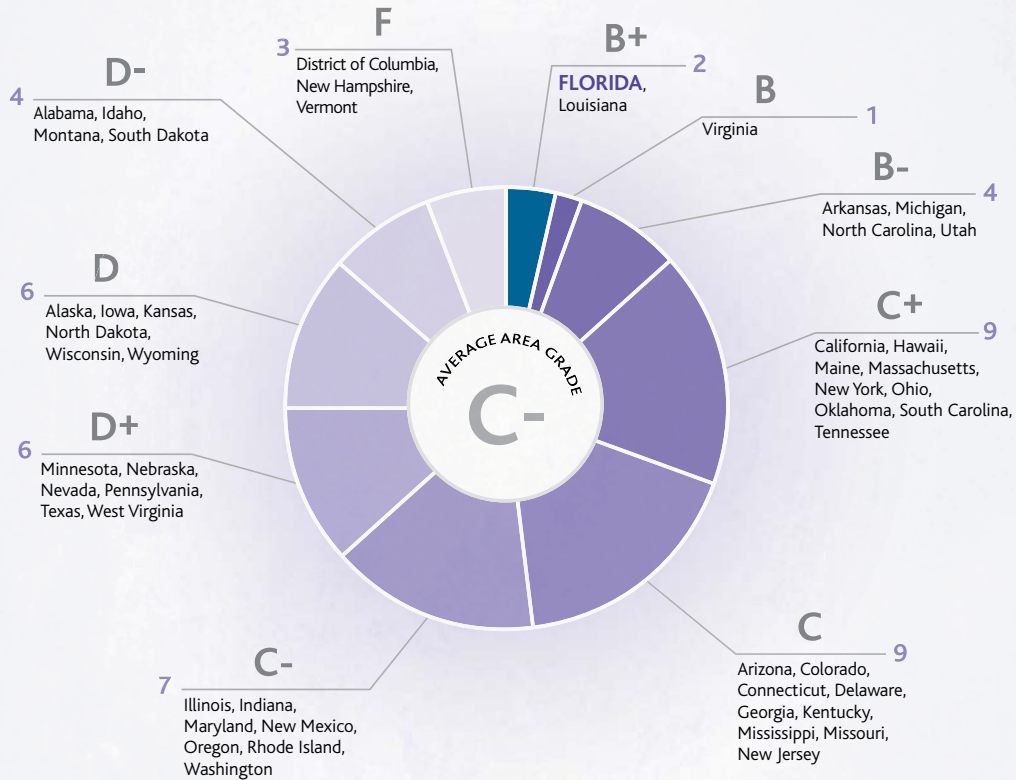 F
3
District of Columbia,
New Hampshire,
Vermont
B+
2
FLORIDA,
Louisiana
B
1
Virginia
B-
4
Arkansas, Michigan,
North Carolina, Utah
C+
9
California, Hawaii,
Maine, Massachusetts,
New York, Ohio,
Oklahoma, South Carolina,
Tennessee
C
9
Arizona, Colorado,
Connecticut, Delaware,
Georgia, Kentucky,
Mississippi, Missouri,
New Jersey
C-
7
Illinois, Indiana,
Maryland, New Mexico,
Oregon, Rhode Island,
Washington
D+
6
Minnesota, Nebraska,
Nevada, Pennsylvania,
Texas, West Virginia
D
6
Alaska, Iowa, Kansas,
North Dakota,
Wisconsin, Wyoming
D-
4
Alabama, Idaho,
Montana, South Dakota
AVERAGE AREA GRADE
C-